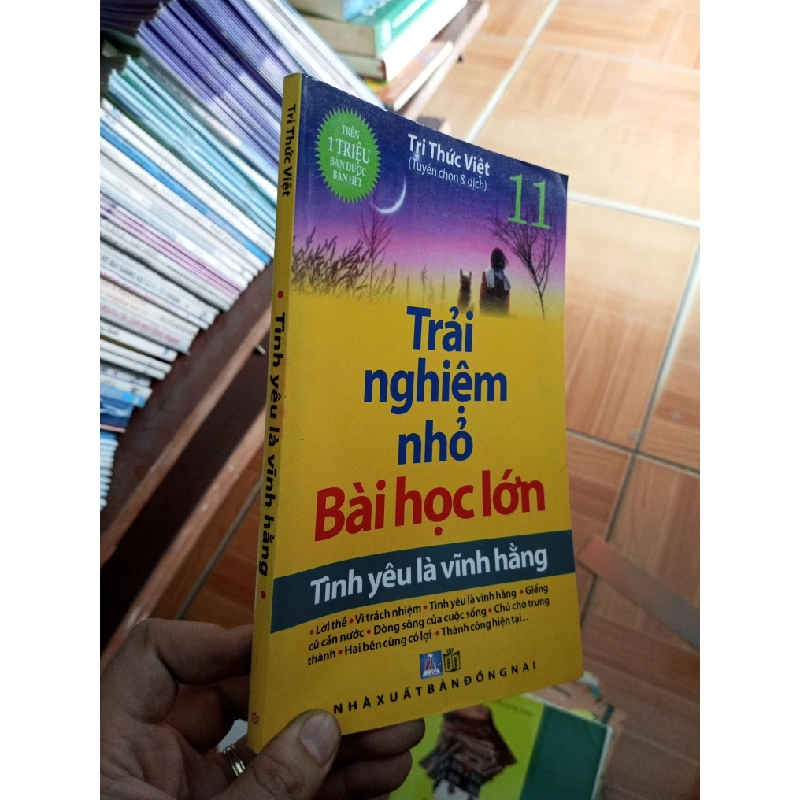 Tri Thức Việt
• Tình yêu là vĩnh hằng •
TRÊN
1 TRIỆU
BẢN ĐƯỢC
BÁN HẾT
Tri Thức Việt
(Tuyển chọn & dịch)
11
Trải
nghiệm
nhỏ
Bài học lớn
Tình yêu là vĩnh hằng
• Lợi thế • Vì trách nhiệm • Tình yêu là vĩnh hằng • Giếng
cũ cần nước • Dòng sông của cuộc sống • Chú chó trung
thành • Hai bên cùng có lợi • Thành công hiện tại...
NHÀ XUẤT BẢN ĐỒNG NAI